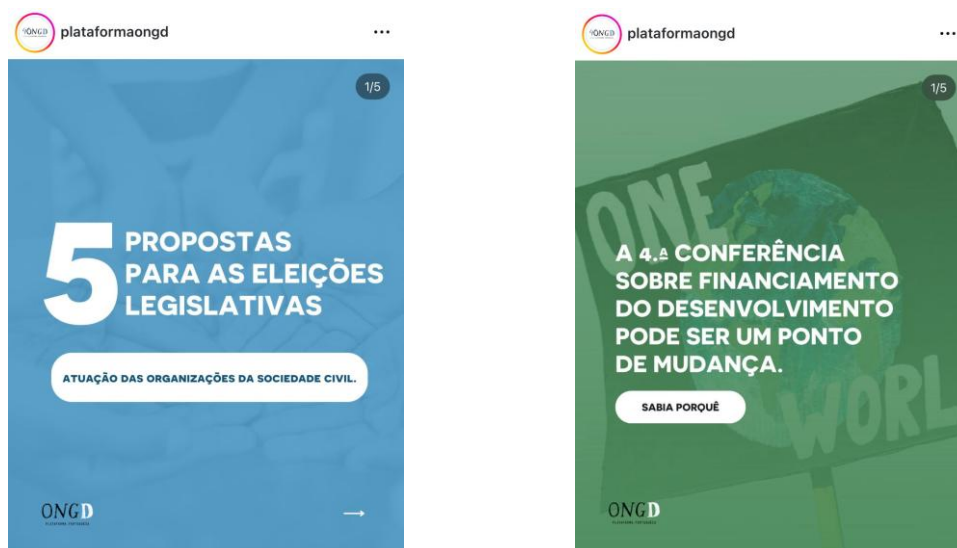 plataformaongd
1/5
5
PROPOSTAS
PARA AS ELEIÇÕES
LEGISLATIVAS
ATUAÇÃO DAS ORGANIZAÇÕES DA SOCIEDADE CIVIL.
ONGD
plataformaongd
1/5
ONE
WORL
A 4.ª CONFERÊNCIA
SOBRE FINANCIAMENTO
DO DESENVOLVIMENTO
PODE SER UM PONTO
DE MUDANÇA.
SABIA PORQUÊ
ONGD